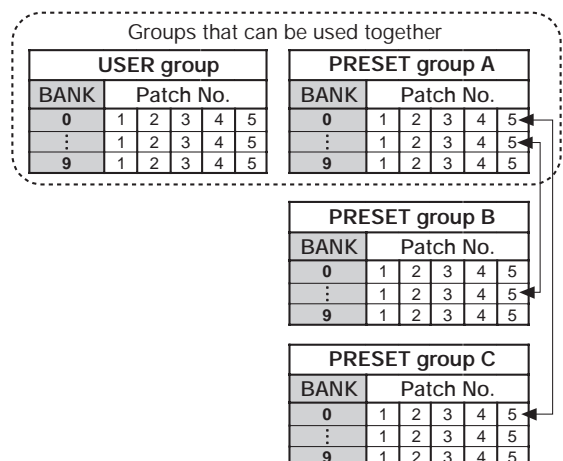 Groups that can be used together
USER group
BANK Patch No.
0 1 2 3 4 5
⋮ 1 2 3 4 5
9 1 2 3 4 5
PRESET group A
BANK Patch No.
0 1 2 3 4 5
⋮ 1 2 3 4 5
9 1 2 3 4 5
PRESET group B
BANK Patch No.
0 1 2 3 4 5
⋮ 1 2 3 4 5
9 1 2 3 4 5
PRESET group C
BANK Patch No.
0 1 2 3 4 5
⋮ 1 2 3 4 5
9 1 2 3 4 5